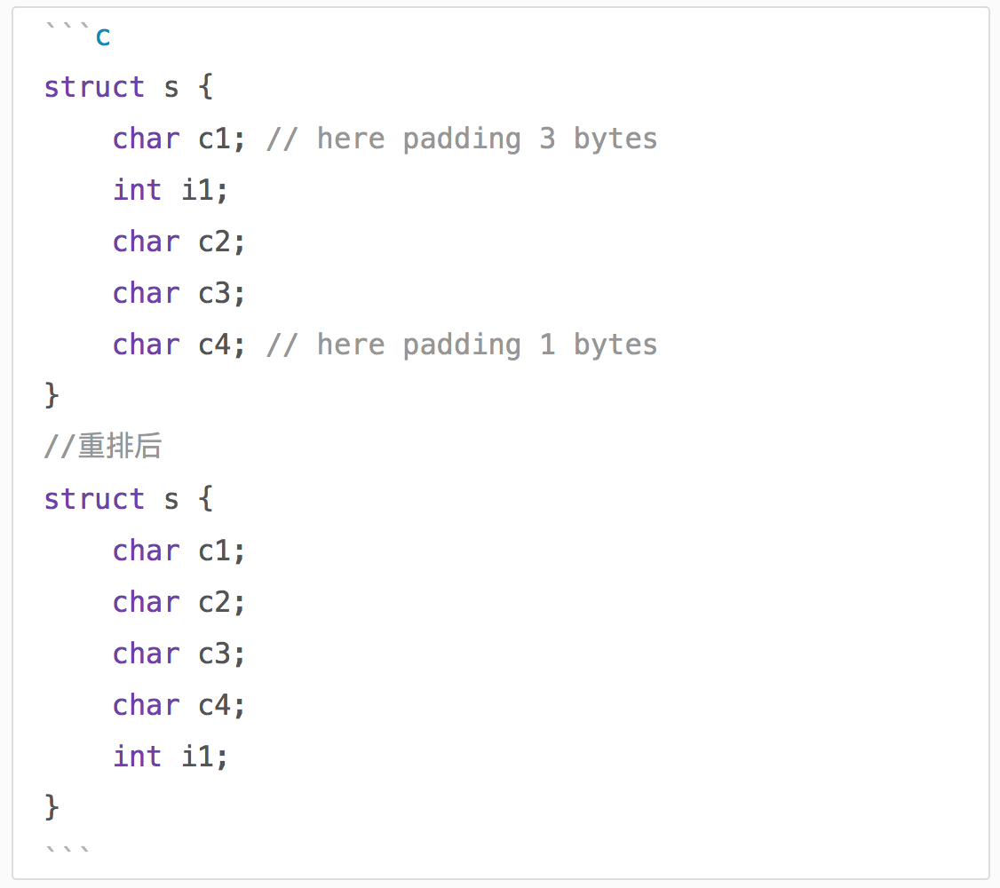 ```c
struct s {
    char c1; // here padding 3 bytes
    int i1;
    char c2;
    char c3;
    char c4; // here padding 1 bytes
}
//重排后
struct s {
    char c1;
    char c2;
    char c3;
    char c4;
    int i1;
}
```